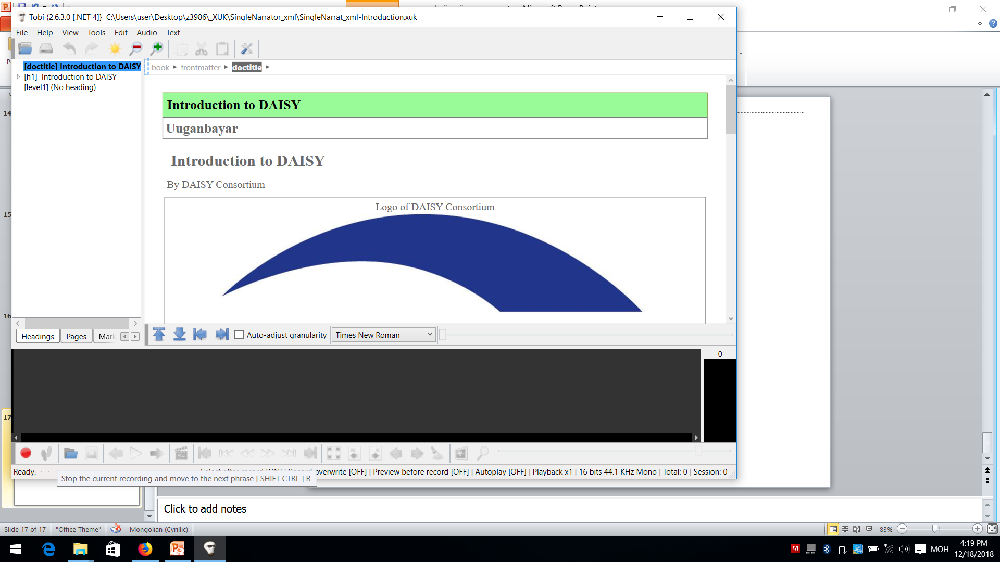 Tobi {2.6.3.0 [.NET 4]} C:\Users\user\Desktop\z3986\_XUK\SingleNarrator_xml\SingleNarrat_xml-Introduction.xuk
File Help View Tools Edit Audio Text
[doctitle] Introduction to DAISY
[h1] Introduction to DAISY
[level1] (No heading)
book frontmatter doctitle
Introduction to DAISY
Uuganbayar
Introduction to DAISY
By DAISY Consortium
Logo of DAISY Consortium
14
15
16
17
Headings Pages Mark
Auto-adjust granularity Times New Roman
0
Ready.
overwrite [OFF] | Preview before record [OFF] | Autoplay [OFF] | Playback x1 | 16 bits 44.1 KHz Mono | Total: 0 | Session: 0
Stop the current recording and move to the next phrase [ SHIFT CTRL ] R
Click to add notes
Slide 17 of 17 "Office Theme" Mongolian (Cyrillic) 83%
МОН
4:19 PM
12/18/2018